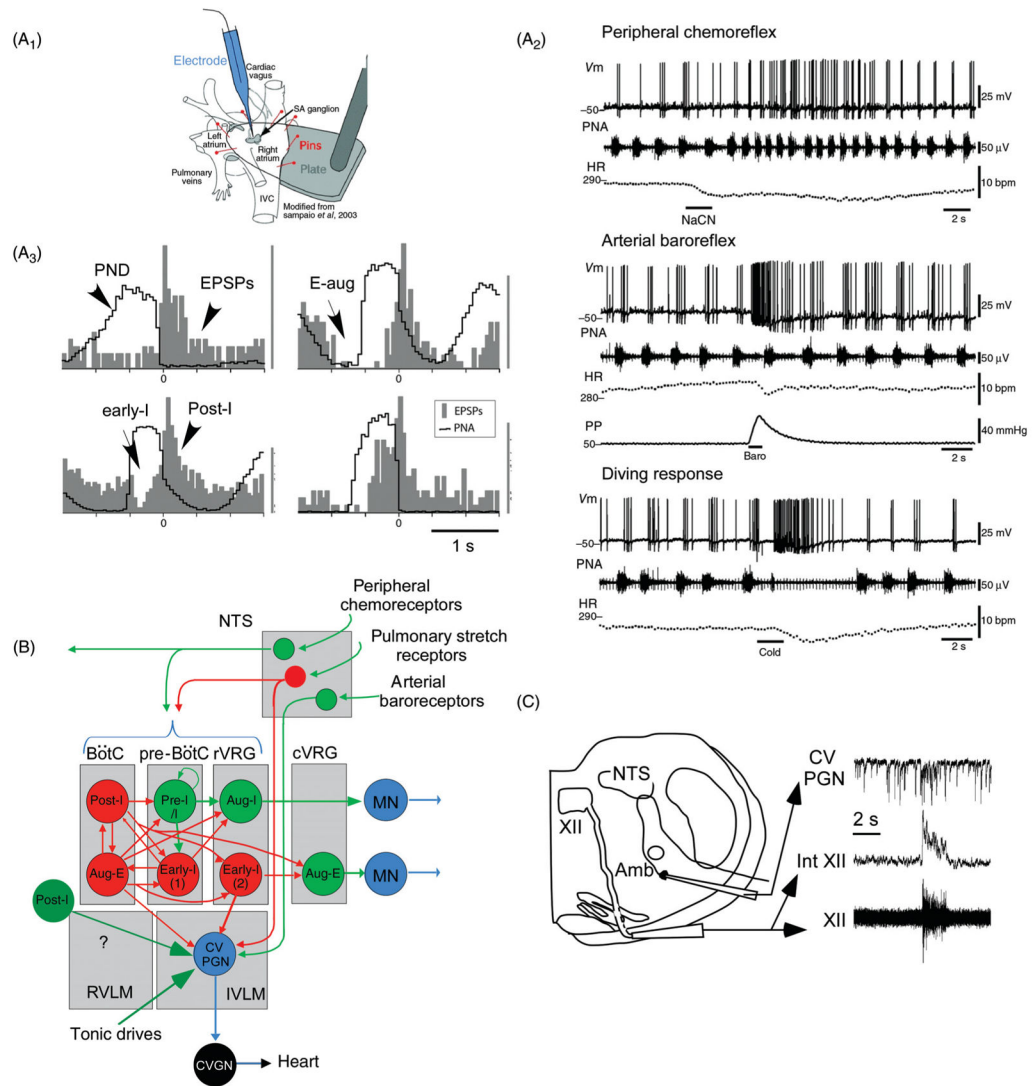 (A1)
Electrode
Cardiac
vagus
SA ganglion
Left
atrium
Right
atrium
Pins
Plate
Pulmonary
veins
IVC
Modified from
sampaio et al, 2003
(A2)
Peripheral chemoreflex
Vm
–50–
25 mV
PNA
50 µV
HR
290–
10 bpm
NaCN
2 s
Arterial baroreflex
Vm
–50–
25 mV
PNA
50 µV
HR
280–
10 bpm
PP
50–
40 mmHg
Baro
2 s
Diving response
Vm
–50–
25 mV
PNA
50 µV
HR
290–
10 bpm
Cold
2 s
(A3)
PND
EPSPs
E-aug
0
0
early-I
Post-I
EPSPs
PNA
0
0
1 s
(B)
NTS
Peripheral
chemoreceptors
Pulmonary stretch
receptors
Arterial
baroreceptors
BötC
pre-BötC
rVRG
cVRG
Post-I
Pre-I
/I
Aug-I
MN
Aug-E
Early-I
(1)
Early-I
(2)
Aug-E
MN
Post-I
?
CV
PGN
RVLM
IVLM
Tonic drives
CVGN
Heart
(C)
NTS
XII
Amb
CV
PGN
2 s
Int XII
XII